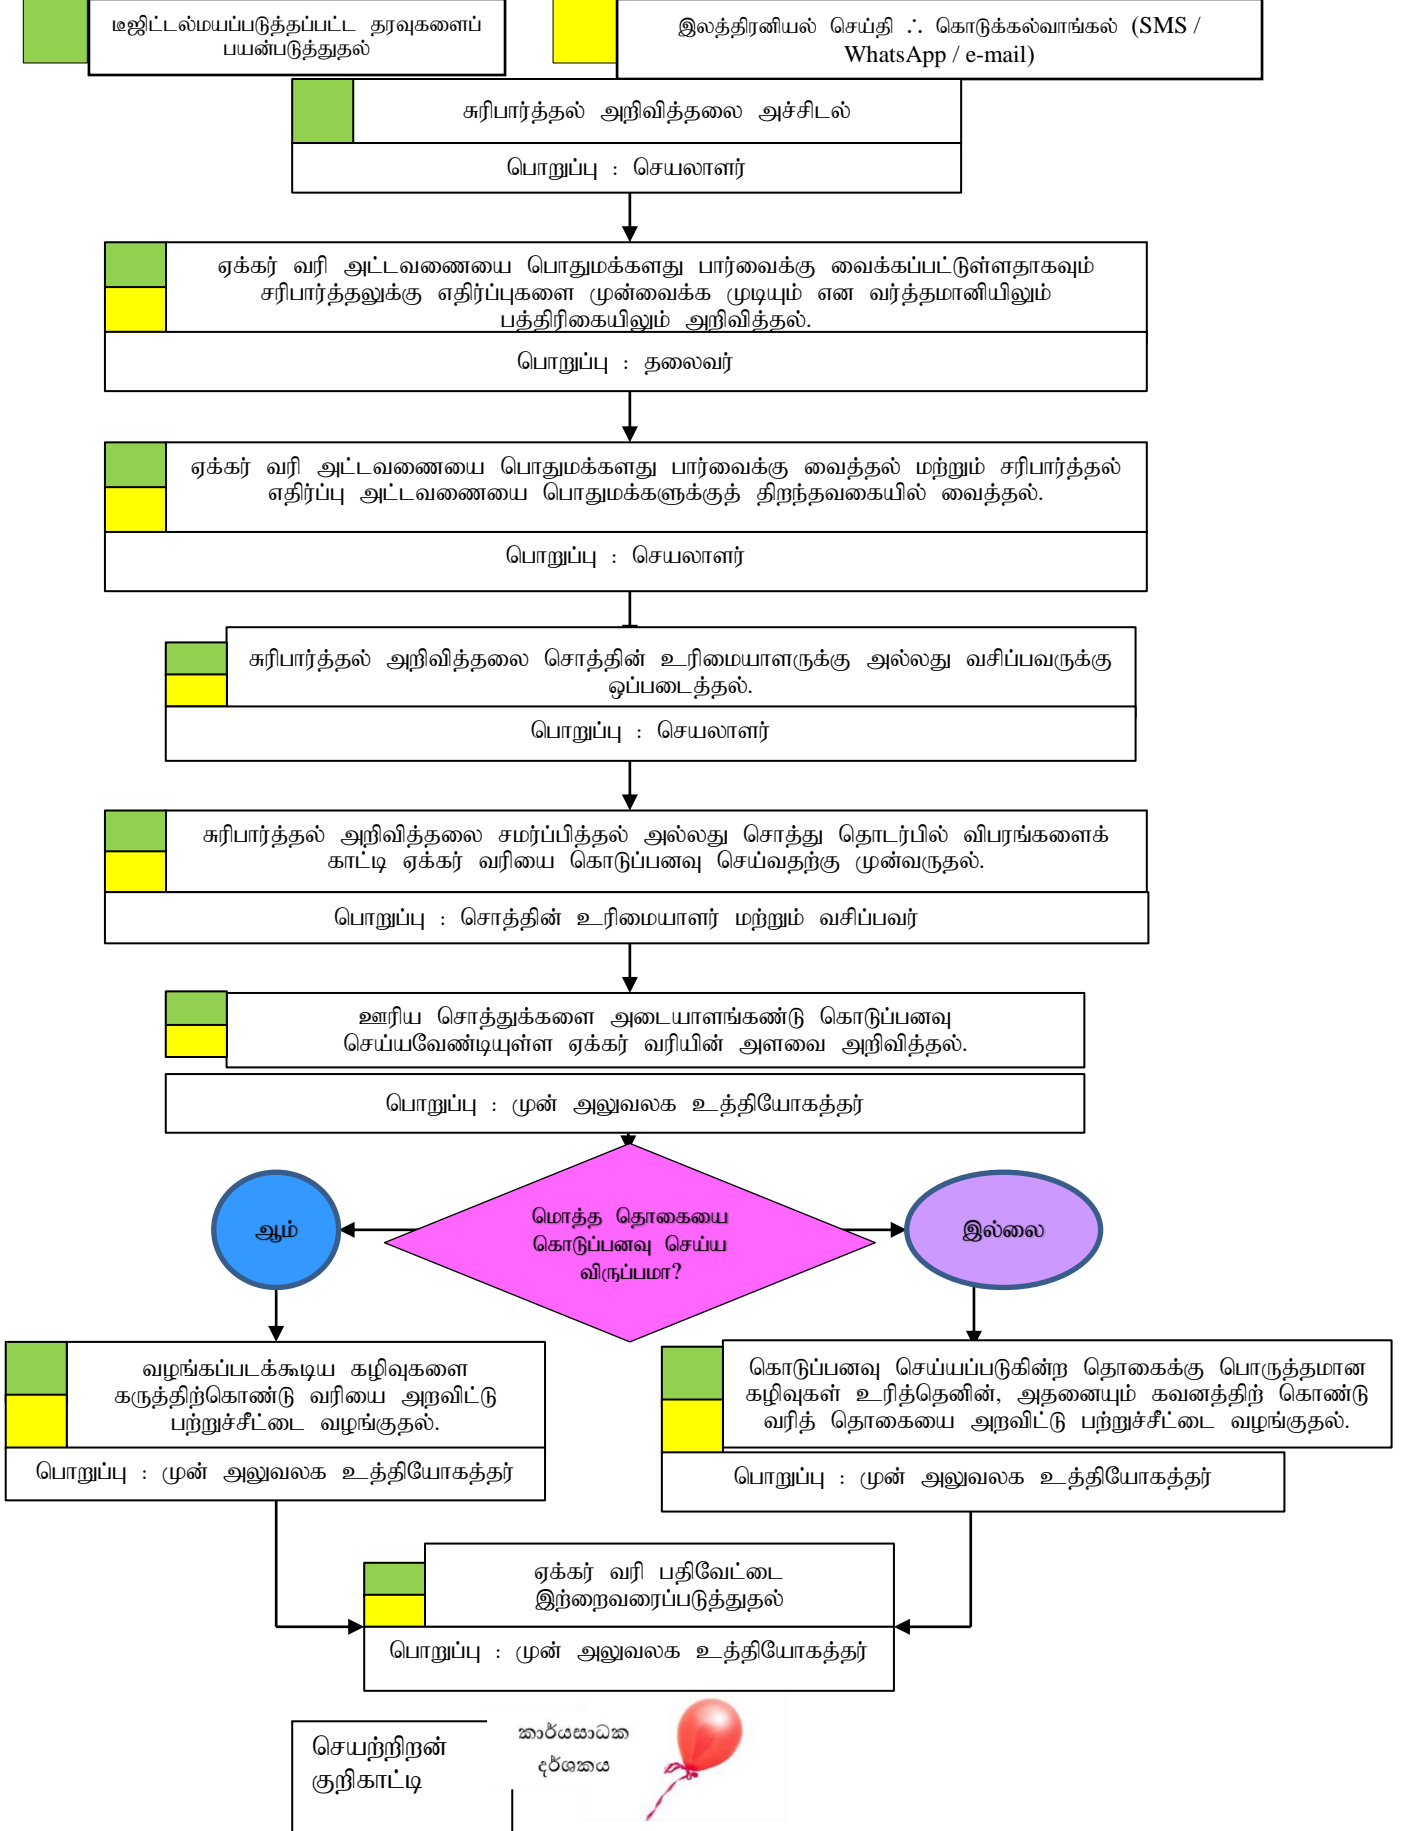 டீஜிட்டல்மயப்படுத்தப்பட்ட தரவுகளைப்
பயன்படுத்துதல்
இலத்திரனியல் செய்தி ஃ கொடுக்கல்வாங்கல் (SMS /
WhatsApp / e-mail)
சுரிபார்த்தல் அறிவித்தலை அச்சிடல்
பொறுப்பு : செயலாளர்
ஏக்கர் வரி அட்டவணையை பொதுமக்களது பார்வைக்கு வைக்கப்பட்டுள்ளதாகவும்
சரிபார்த்தலுக்கு எதிர்ப்புகளை முன்வைக்க முடியும் என வர்த்தமானியிலும்
பத்திரிகையிலும் அறிவித்தல்.
பொறுப்பு : தலைவர்
ஏக்கர் வரி அட்டவணையை பொதுமக்களது பார்வைக்கு வைத்தல் மற்றும் சரிபார்த்தல்
எதிர்ப்பு அட்டவணையை பொதுமக்களுக்குத் திறந்தவகையில் வைத்தல்.
பொறுப்பு : செயலாளர்
சுரிபார்த்தல் அறிவித்தலை சொத்தின் உரிமையாளருக்கு அல்லது வசிப்பவருக்கு
ஒப்படைத்தல்.
பொறுப்பு : செயலாளர்
சுரிபார்த்தல் அறிவித்தலை சமர்ப்பித்தல் அல்லது சொத்து தொடர்பில் விபரங்களைக்
காட்டி ஏக்கர் வரியை கொடுப்பனவு செய்வதற்கு முன்வருதல்.
பொறுப்பு : சொத்தின் உரிமையாளர் மற்றும் வசிப்பவர்
ஊரிய சொத்துக்களை அடையாளங்கண்டு கொடுப்பனவு
செய்யவேண்டியுள்ள ஏக்கர் வரியின் அளவை அறிவித்தல்.
பொறுப்பு : முன் அலுவலக உத்தியோகத்தர்
மொத்த தொகையை
கொடுப்பனவு செய்ய
விருப்பமா?
ஆம்
இல்லை
வழங்கப்படக்கூடிய கழிவுகளை
கருத்திற்கொண்டு வரியை அறவிட்டு
பற்றுச்சீட்டை வழங்குதல்.
பொறுப்பு : முன் அலுவலக உத்தியோகத்தர்
கொடுப்பனவு செய்யப்படுகின்ற தொகைக்கு பொருத்தமான
கழிவுகள் உரித்தெனின், அதனையும் கவனத்திற் கொண்டு
வரித் தொகையை அறவிட்டு பற்றுச்சீட்டை வழங்குதல்.
பொறுப்பு : முன் அலுவலக உத்தியோகத்தர்
ஏக்கர் வரி பதிவேட்டை
இற்றைவரைப்படுத்துதல்
பொறுப்பு : முன் அலுவலக உத்தியோகத்தர்
செயற்றிறன்
குறிகாட்டி
කාර්යසාධක
දර්ශකය